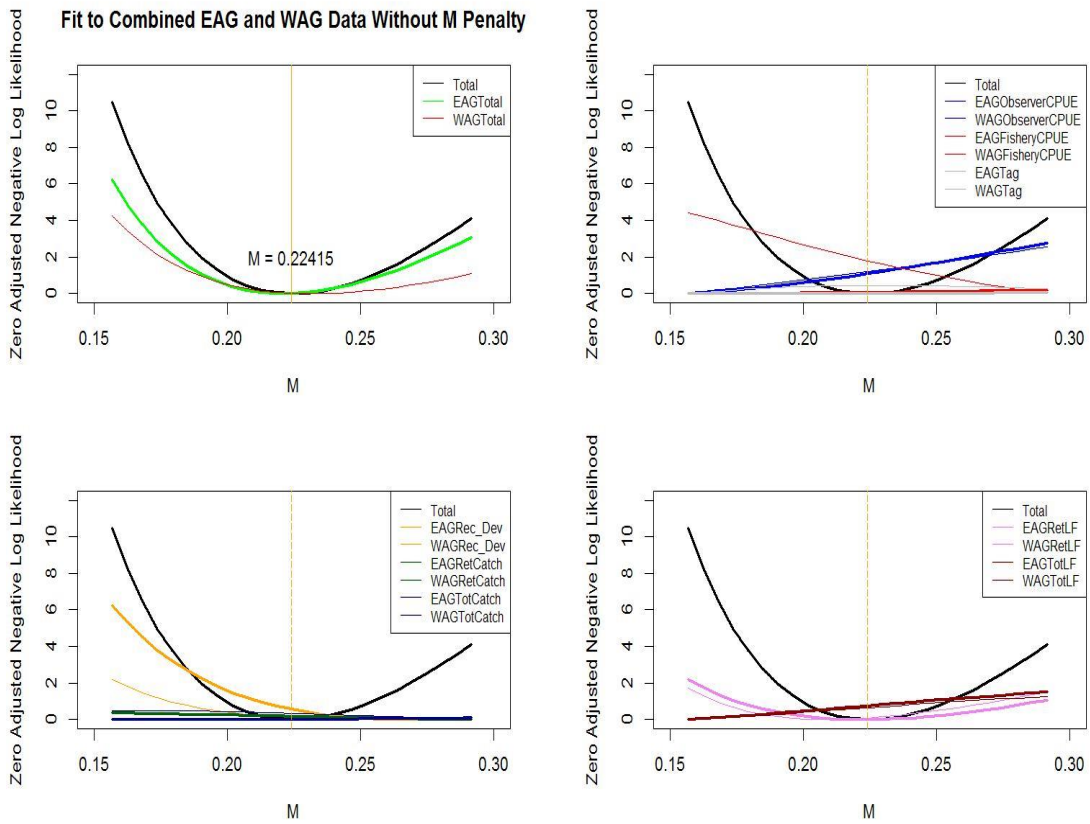 Fit to Combined EAG and WAG Data Without M Penalty
Zero Adjusted Negative Log Likelihood
0 2 4 6 8 10
Total
EAGTotal
WAGTotal
M = 0.22415
0.15 0.20 0.25 0.30
M
Zero Adjusted Negative Log Likelihood
0 2 4 6 8 10
Total
EAGObserverCPUE
WAGObserverCPUE
EAGFisheryCPUE
WAGFisheryCPUE
EAGTag
WAGTag
0.15 0.20 0.25 0.30
M
Zero Adjusted Negative Log Likelihood
0 2 4 6 8 10
Total
EAGRec_Dev
WAGRec_Dev
EAGRetCatch
WAGRetCatch
EAGTotCatch
WAGTotCatch
0.15 0.20 0.25 0.30
M
Zero Adjusted Negative Log Likelihood
0 2 4 6 8 10
Total
EAGRetLF
WAGRetLF
EAGTotLF
WAGTotLF
0.15 0.20 0.25 0.30
M